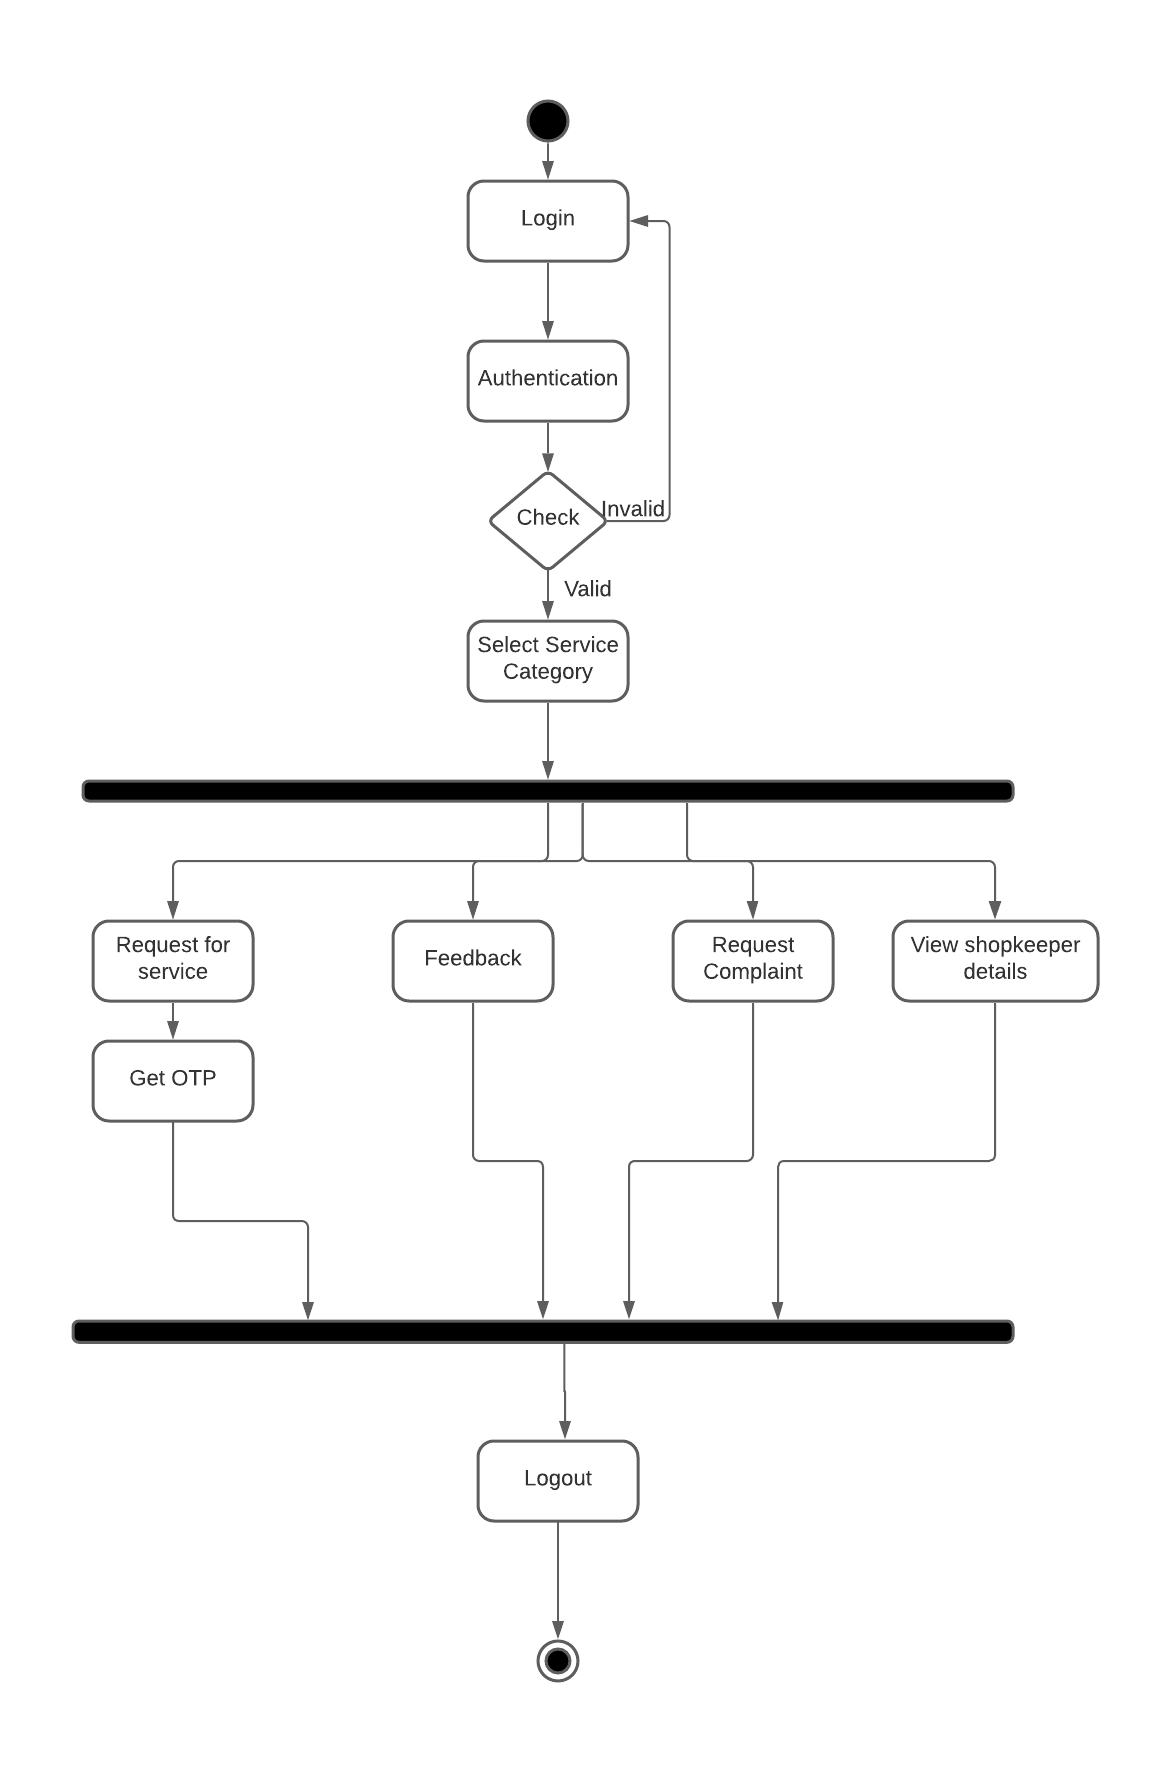 Login
Authentication
Check
Invalid
Valid
Select Service
Category
Request for
service
Feedback
Request
Complaint
View shopkeeper
details
Get OTP
Logout